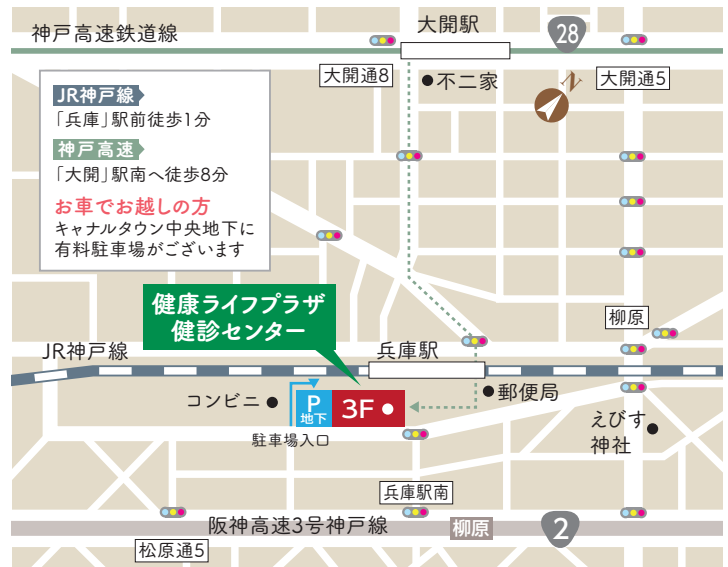 神戸高速鉄道線
大開駅
28
大開通8
不二家
大開通5
N
JR神戸線
「兵庫」駅前徒歩1分
神戸高速
「大開」駅南へ徒歩8分
お車でお越しの方
キャナルタウン中央地下に
有料駐車場がございます
健康ライフプラザ
健診センター
柳原
JR神戸線
兵庫駅
コンビニ
P
地下
3F
郵便局
駐車場入口
えびす
神社
兵庫駅南
阪神高速3号神戸線
柳原
2
松原通5